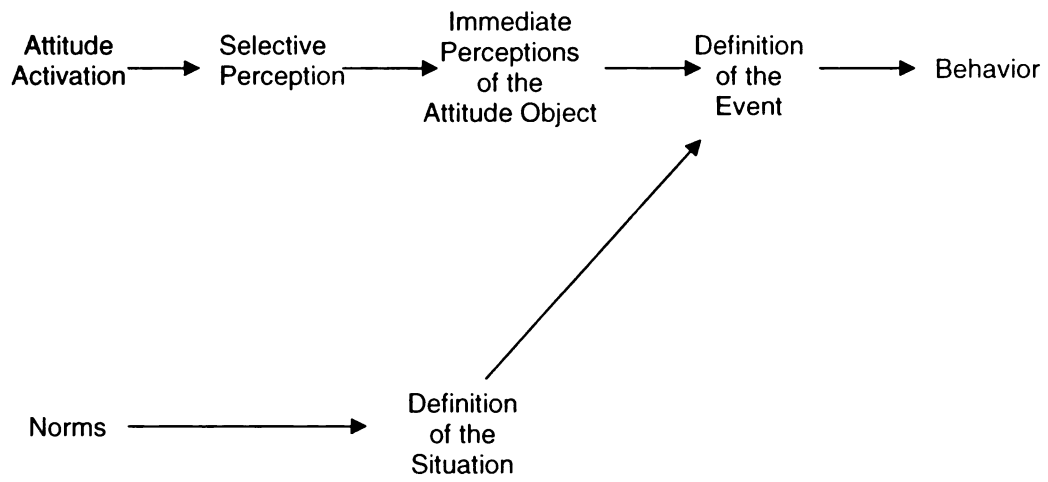 Attitude
Activation
Selective
Perception
Immediate
Perceptions
of the
Attitude Object
Definition
of the
Event
Behavior
Norms
Definition
of the
Situation